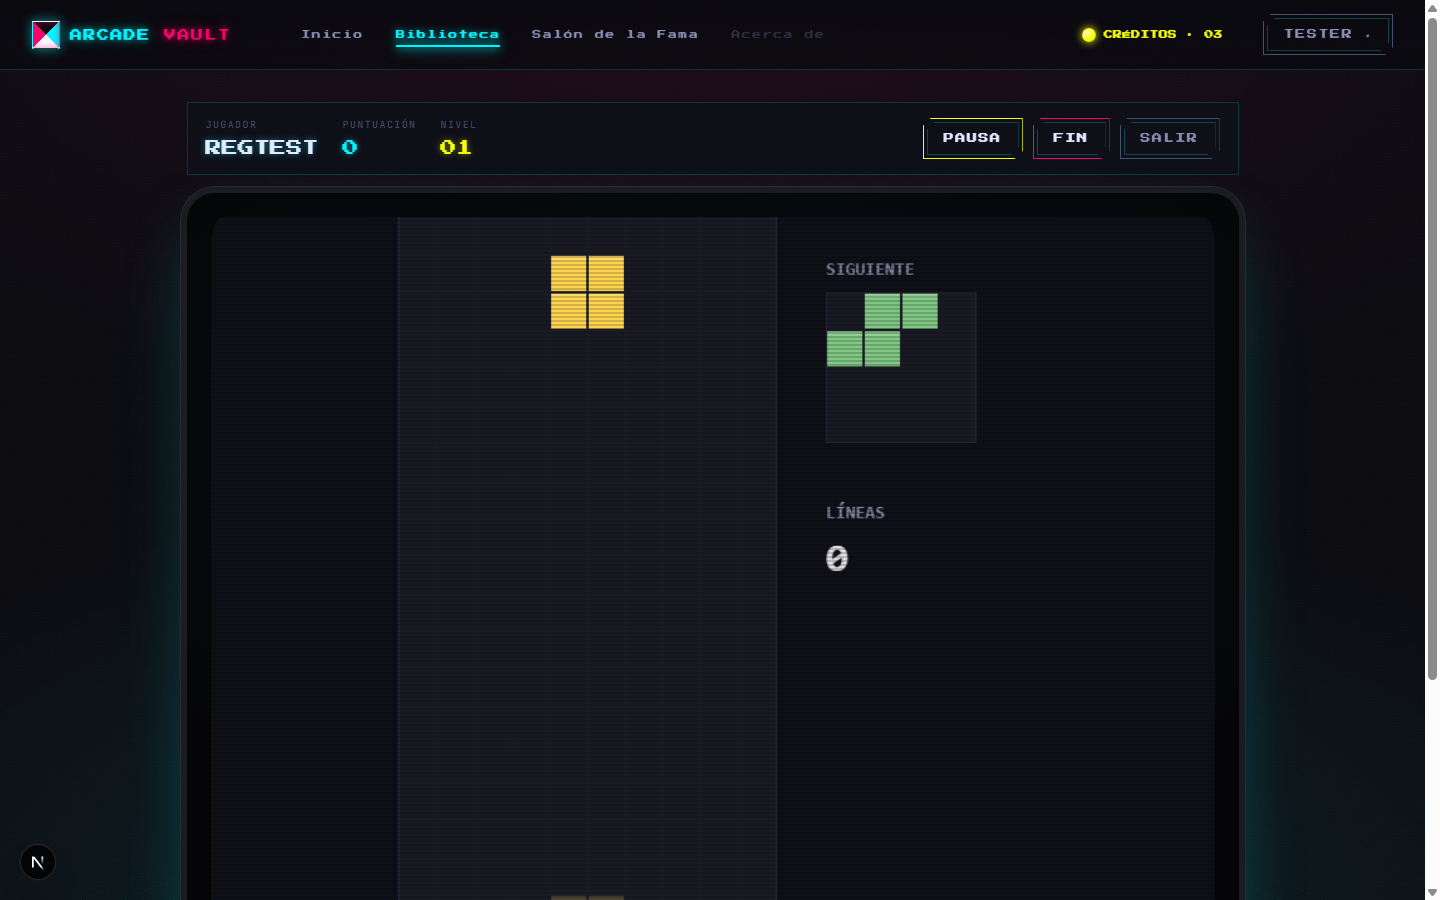 ARCADE VAULT
Inicio
Biblioteca
Salón de la Fama
Acerca de
CRéDITOS · 03
TESTER .
JUGADOR
REGTEST
PUNTUACIÓN
0
NIVEL
01
PAUSA
FIN
SALIR
SIGUIENTE
LÍNEAS
0
N